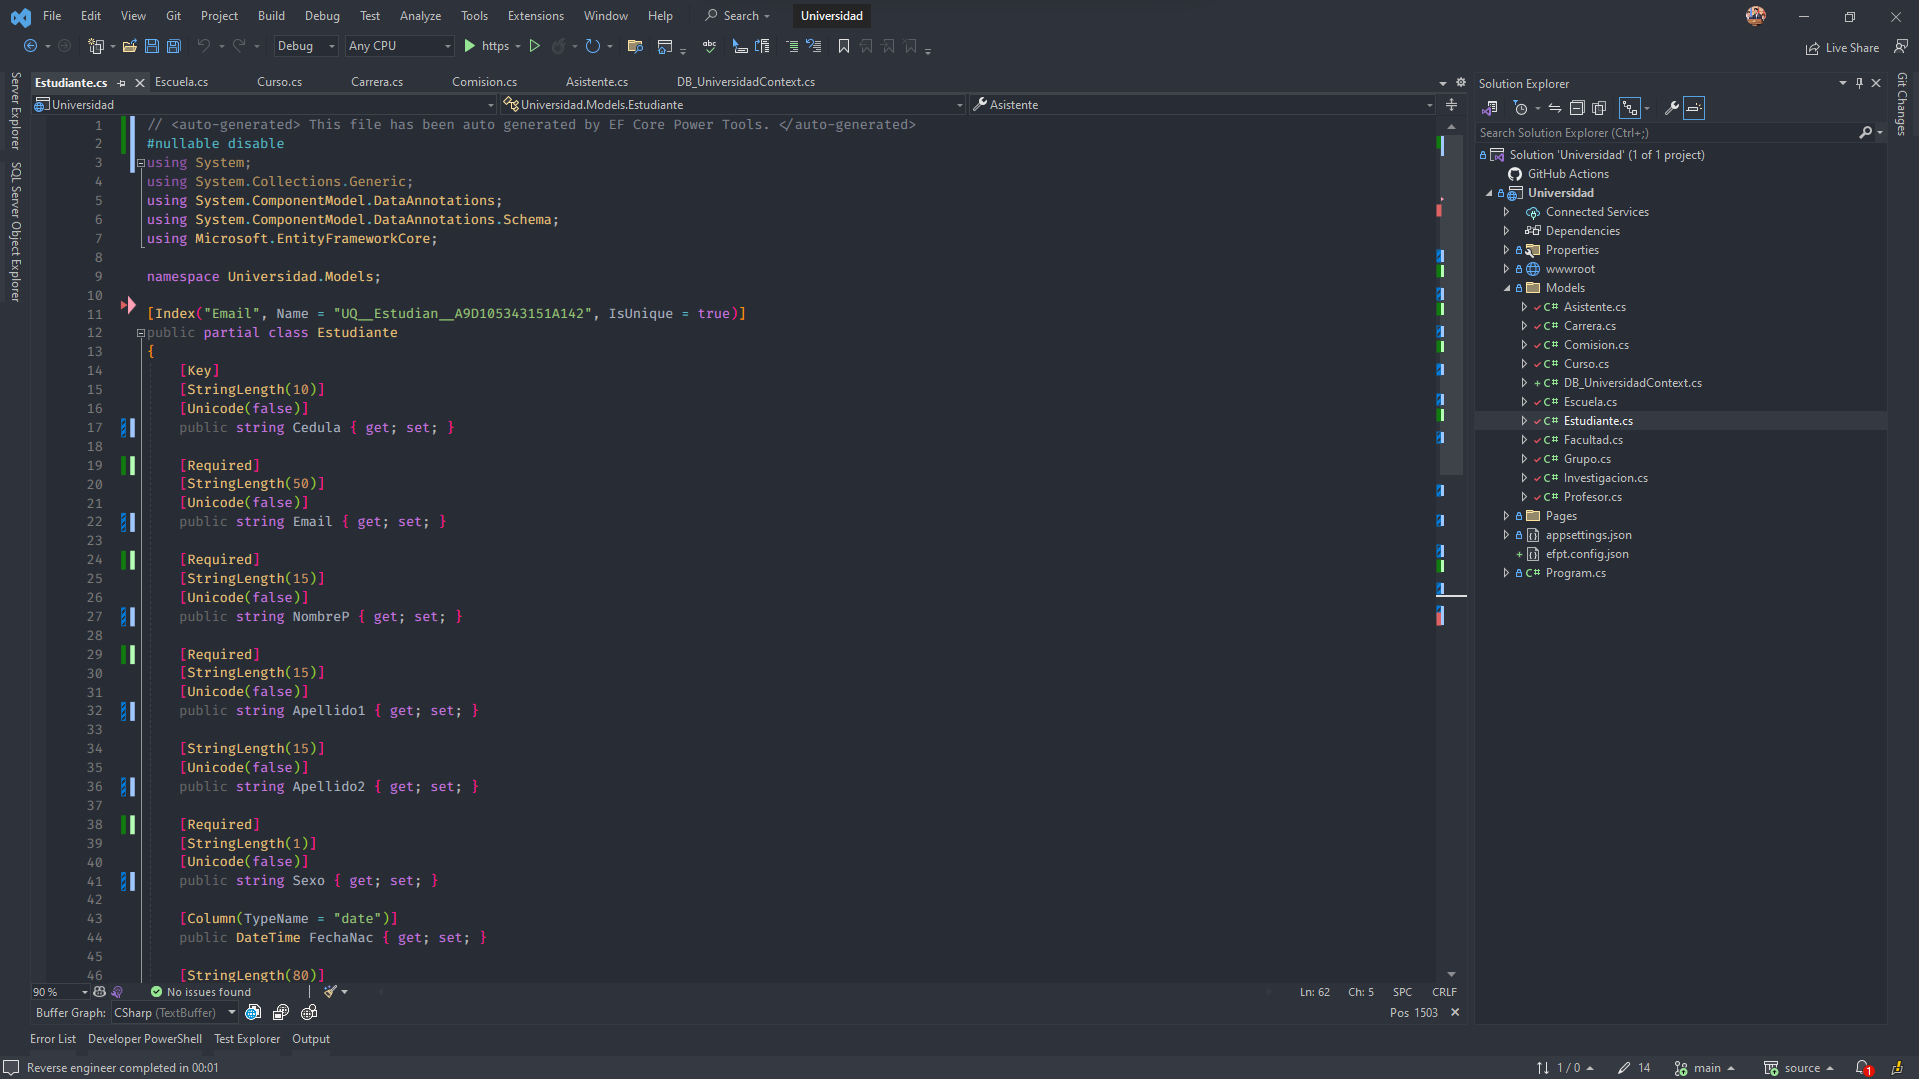 File Edit View Git Project Build Debug Test Analyze Tools Extensions Window Help Search Universidad
Debug Any CPU https Live Share
Server Explorer
SQL Server Object Explorer
Git Changes
Estudiante.cs Escuela.cs Curso.cs Carrera.cs Comision.cs Asistente.cs DB_UniversidadContext.cs
Universidad Universidad.Models.Estudiante Asistente
1 // <auto-generated> This file has been auto generated by EF Core Power Tools. </auto-generated>
2 #nullable disable
3 using System;
4 using System.Collections.Generic;
5 using System.ComponentModel.DataAnnotations;
6 using System.ComponentModel.DataAnnotations.Schema;
7 using Microsoft.EntityFrameworkCore;
8
9 namespace Universidad.Models;
10
11 [Index("Email", Name = "UQ__Estudian__A9D105343151A142", IsUnique = true)]
12 public partial class Estudiante
13 {
14 [Key]
15 [StringLength(10)]
16 [Unicode(false)]
17 public string Cedula { get; set; }
18
19 [Required]
20 [StringLength(50)]
21 [Unicode(false)]
22 public string Email { get; set; }
23
24 [Required]
25 [StringLength(15)]
26 [Unicode(false)]
27 public string NombreP { get; set; }
28
29 [Required]
30 [StringLength(15)]
31 [Unicode(false)]
32 public string Apellido1 { get; set; }
33
34 [StringLength(15)]
35 [Unicode(false)]
36 public string Apellido2 { get; set; }
37
38 [Required]
39 [StringLength(1)]
40 [Unicode(false)]
41 public string Sexo { get; set; }
42
43 [Column(TypeName = "date")]
44 public DateTime FechaNac { get; set; }
45
46 [StringLength(80)]
90 % No issues found Ln: 62 Ch: 5 SPC CRLF
Buffer Graph: CSharp (TextBuffer) Pos 1503
Error List Developer PowerShell Test Explorer Output
Solution Explorer
Search Solution Explorer (Ctrl+;)
Solution 'Universidad' (1 of 1 project)
GitHub Actions
Universidad
Connected Services
Dependencies
Properties
wwwroot
Models
C# Asistente.cs
C# Carrera.cs
C# Comision.cs
C# Curso.cs
C# DB_UniversidadContext.cs
C# Escuela.cs
C# Estudiante.cs
C# Facultad.cs
C# Grupo.cs
C# Investigacion.cs
C# Profesor.cs
Pages
appsettings.json
efpt.config.json
C# Program.cs
Reverse engineer completed in 00:01 1 / 0 14 main source 1